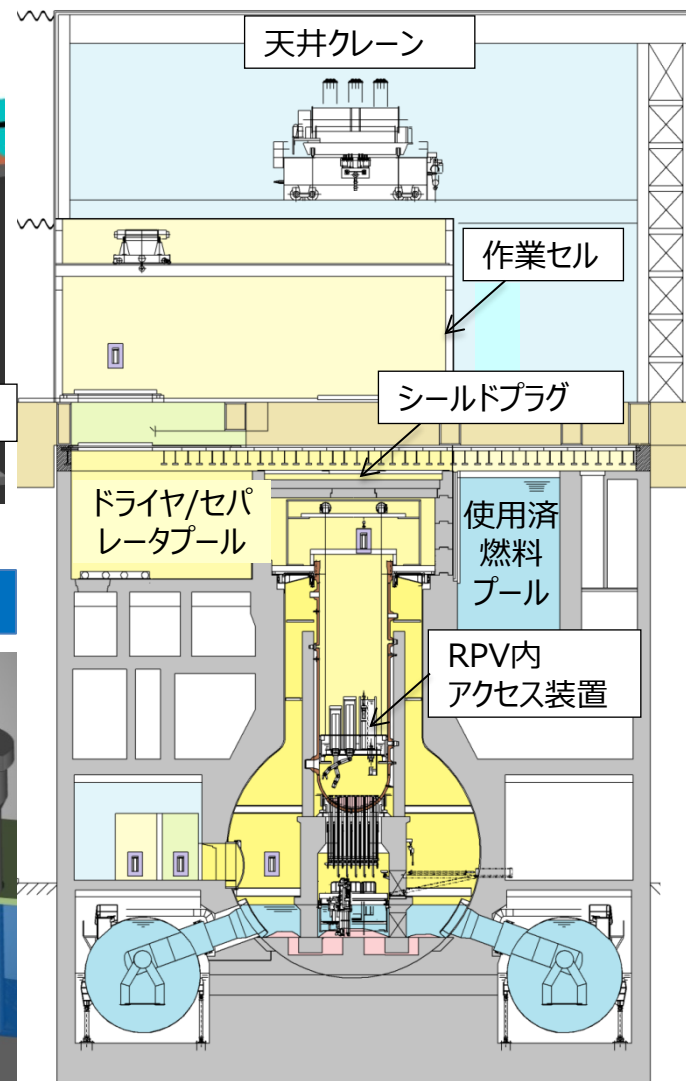 天井クレーン
作業セル
シールドプラグ
ドライヤ/セパ
レータプール
使用済
燃料
プール
RPV内
アクセス装置